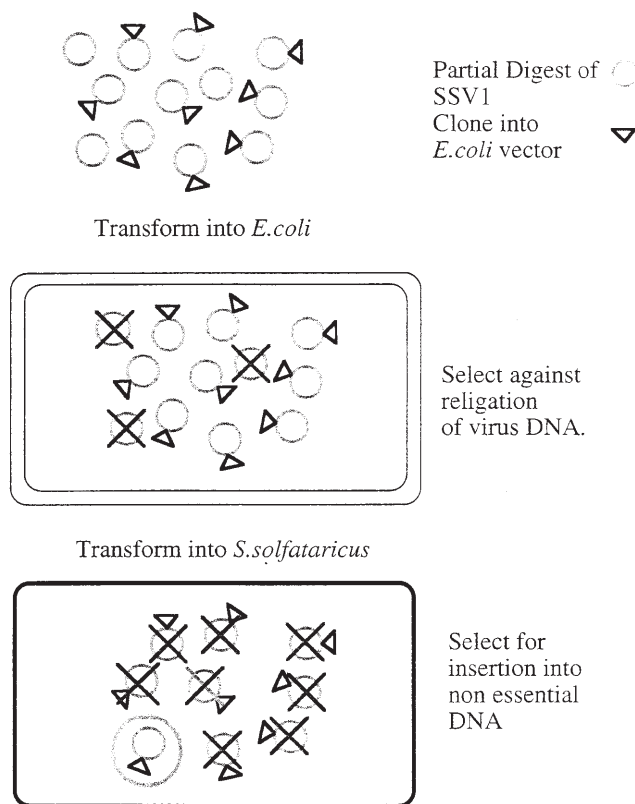 Partial Digest of
SSV1
Clone into
E.coli vector
Transform into E.coli
Select against
religation
of virus DNA.
Transform into S.solfataricus
Select for
insertion into
non essential
DNA